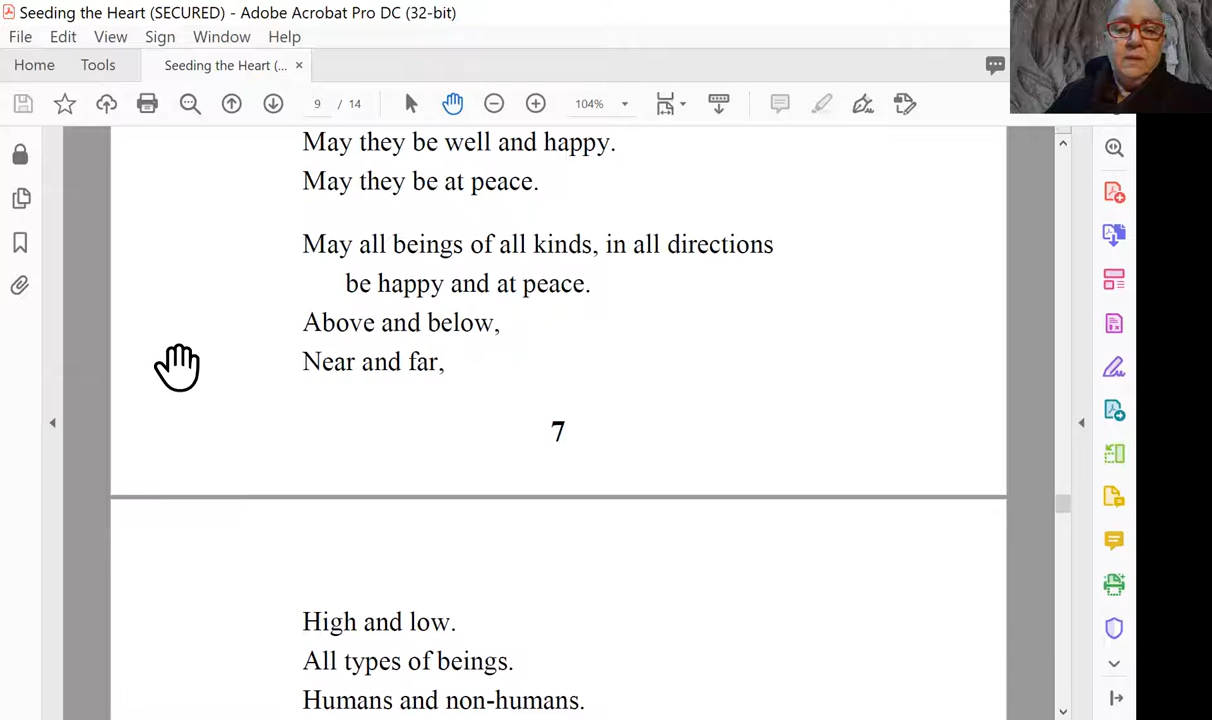 Seeding the Heart (SECURED) - Adobe Acrobat Pro DC (32-bit)
File Edit View Sign Window Help
Home Tools Seeding the Heart (... ×
9 / 14 104%
May they be well and happy.
May they be at peace.
May all beings of all kinds, in all directions
be happy and at peace.
Above and below,
Near and far,
7
High and low.
All types of beings.
Humans and non-humans.